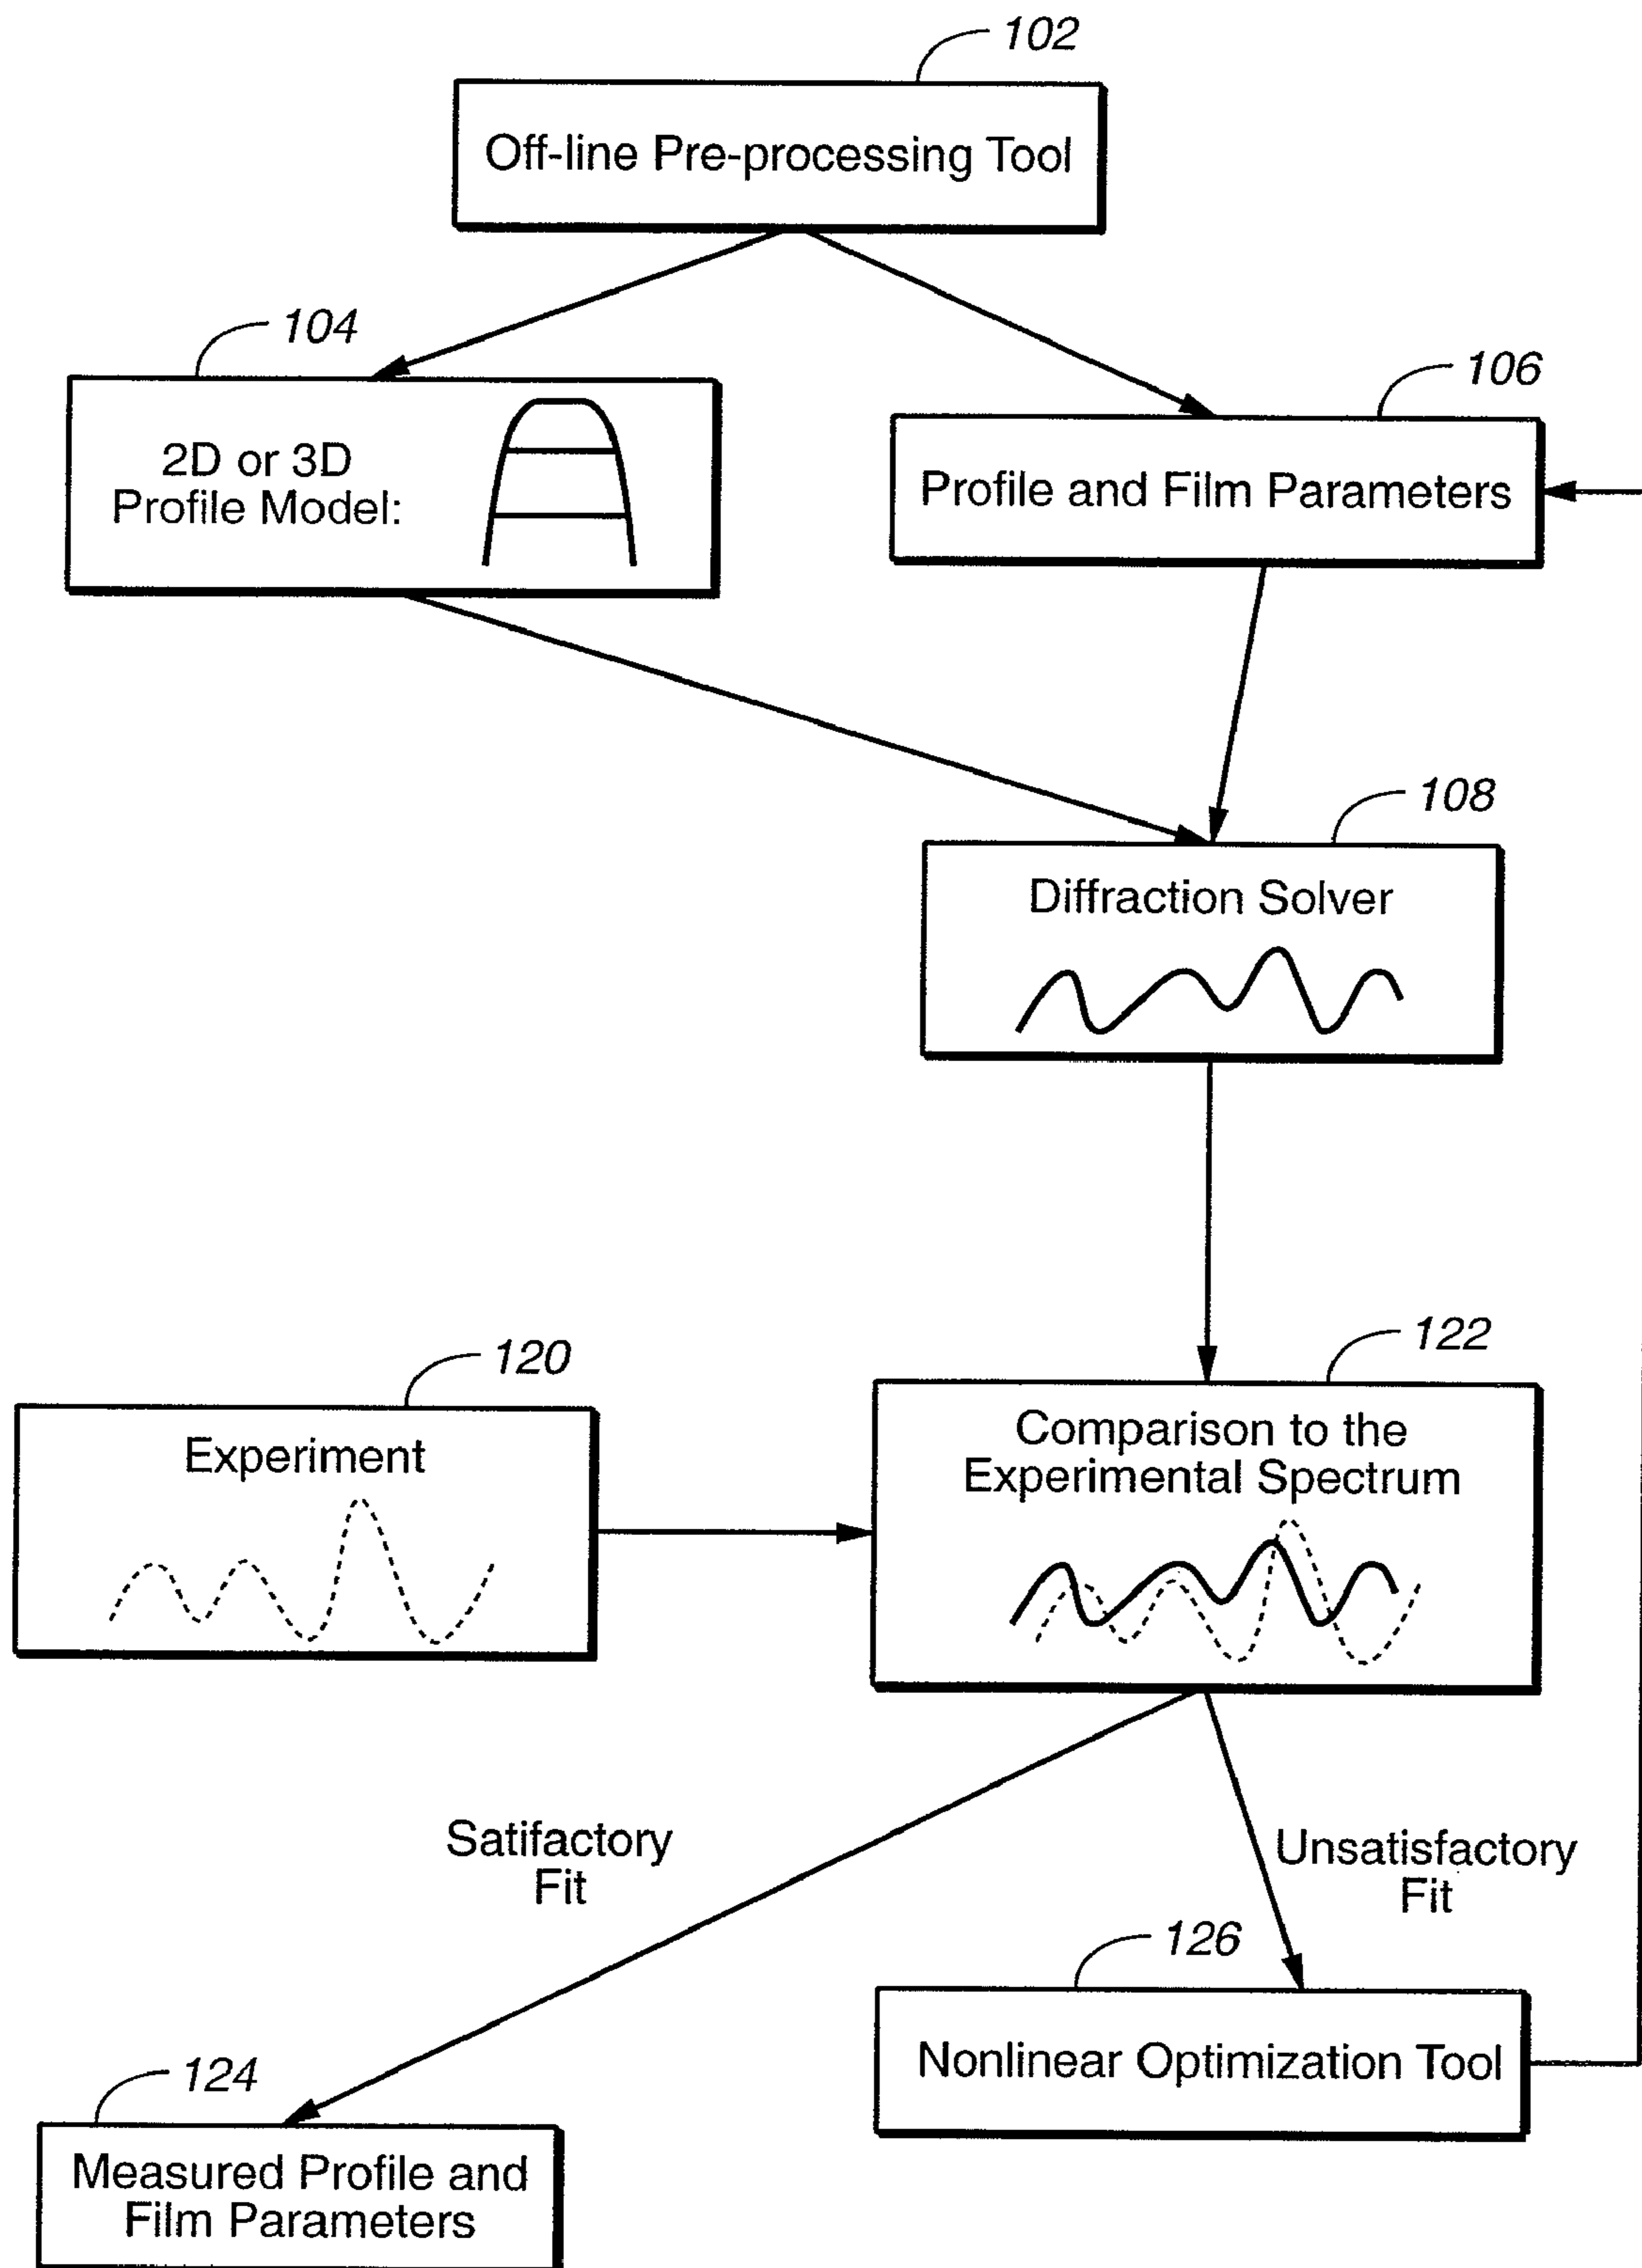 102
Off-line Pre-processing Tool
104
2D or 3D
Profile Model:
106
Profile and Film Parameters
108
Diffraction Solver
120
Experiment
122
Comparison to the
Experimental Spectrum
Satifactory
Fit
Unsatisfactory
Fit
126
Nonlinear Optimization Tool
124
Measured Profile and
Film Parameters